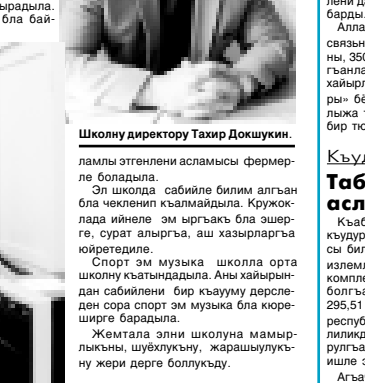 ырадыла.
бла бай-
Школну директору Тахир Докшукин.
ламлы этгенлени асламысы фермер-
ле боладыла.
Эл школда сабийле билим алгъан
бла чекленип къалмайдыла. Кружок-
лада ийнеле эм ыргъакъ бла эшер-
ге, сурат алыргъа, аш хазырларгъа
юйретедиле.
Спорт эм музыка школла орта
школну къатындадыла. Аны хайырын-
дан сабийлени бир къаууму дерсле-
ден сора спорт эм музыка бла кюре-
ширге барадыла.
Жемтала элни школуна мамыр-
лыкъны, шуёхлукъну, жарашыулукъ-
ну жери дерге боллукъду.
лени
барды.
Алла
связьн
ны, 350
гъанла
хайырл
ры» бё
лыжа т
бир тю
Къуд
Таб
асл
Къаб
къудур
сы бил
излемл
компле
болгъа
295,51
респуб
лиликд
рулгъа
ишле э
Агъа